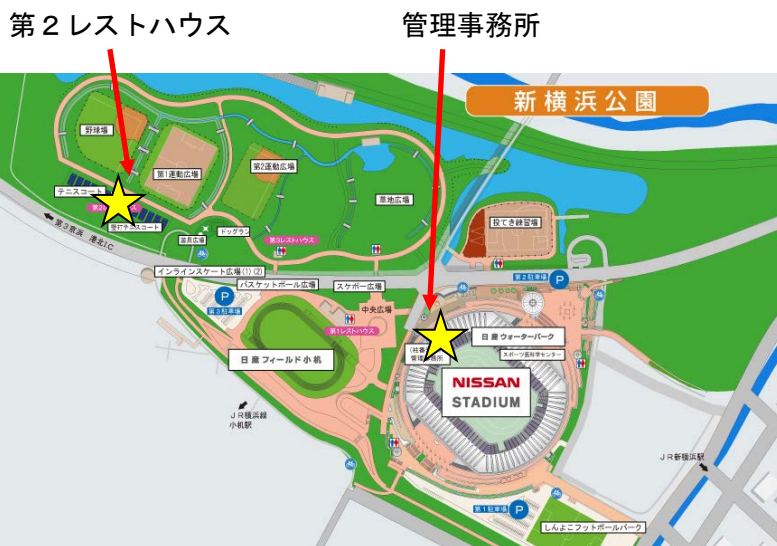 第２レストハウス
管理事務所
新横浜公園
野球場
第1運動広場
第2運動広場
草地広場
投てき練習場
テニスコート
第2
壁打テニスコート
遊具広場
ドッグラン
第3レストハウス
第3京浜 港北IC
インラインスケート広場(1)(2)
バスケットボール広場
スケボー広場
第2駐車場
P
P
第3駐車場
中央広場
第1レストハウス
日産フィールド小机
日産ウォーターパーク
スポーツ医科学センター
管理事務所
NISSAN
STADIUM
JR横浜線
小机駅
JR新横浜駅
第1駐車場
P
しんよこフットボールパーク